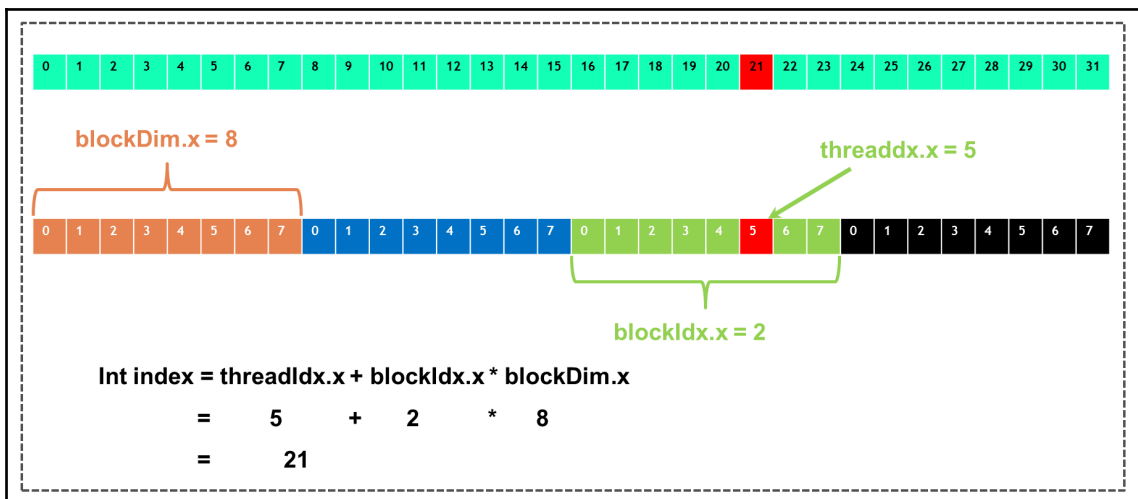 0 1 2 3 4 5 6 7 8 9 10 11 12 13 14 15 16 17 18 19 20 21 22 23 24 25 26 27 28 29 30 31
blockDim.x = 8
threaddx.x = 5
0 1 2 3 4 5 6 7 0 1 2 3 4 5 6 7 0 1 2 3 4 5 6 7 0 1 2 3 4 5 6 7
blockIdx.x = 2
Int index = threadIdx.x + blockIdx.x * blockDim.x
= 5 + 2 * 8
= 21